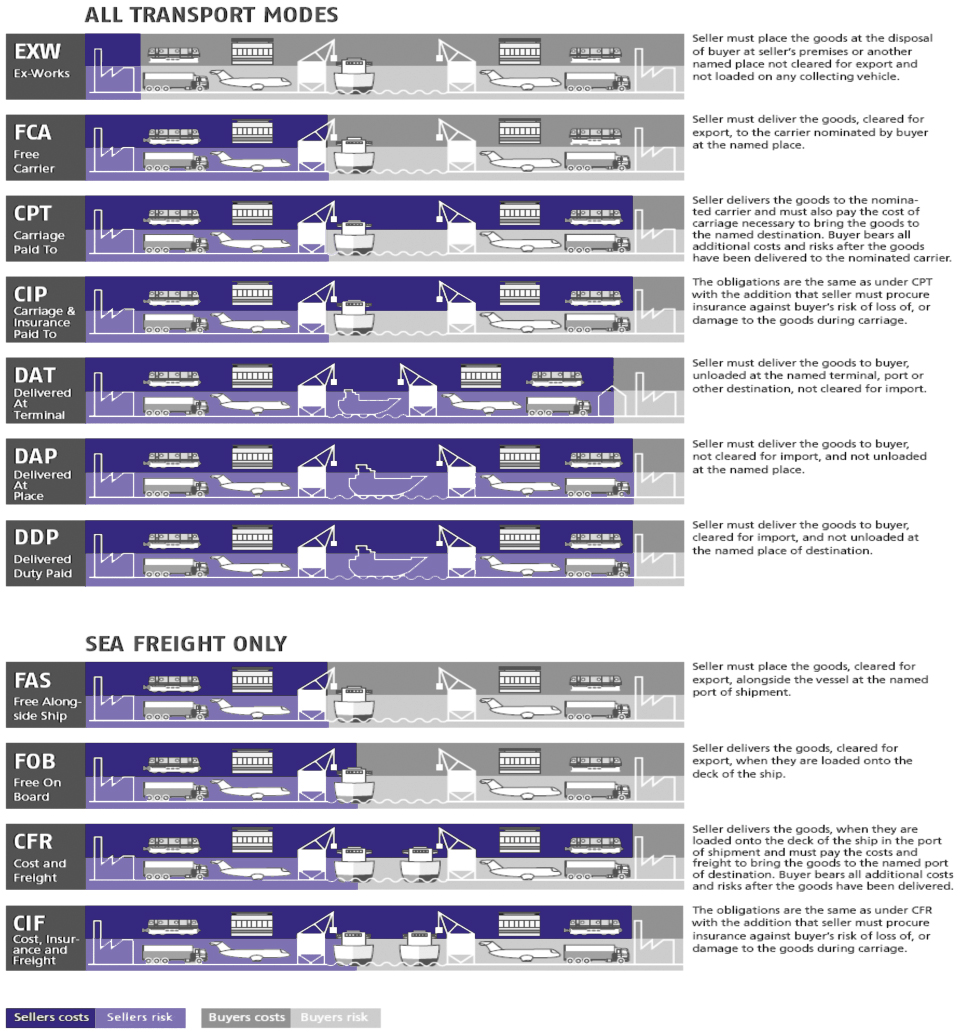 ALL TRANSPORT MODES
EXW
Ex-Works
Seller must place the goods at the disposal
of buyer at seller's premises or another
named place not cleared for export and
not loaded on any collecting vehicle.
FCA
Free
Carrier
Seller must deliver the goods, cleared for
export, to the carrier nominated by buyer
at the named place.
CPT
Carriage
Paid To
Seller delivers the goods to the nomina-
ted carrier and must also pay the cost of
carriage necessary to bring the goods to
the named destination. Buyer bears all
additional costs and risks after the goods
have been delivered to the nominated carrier.
CIP
Carriage &
Insurance
Paid To
The obligations are the same as under CPT
with the addition that seller must procure
insurance against buyer's risk of loss of, or
damage to the goods during carriage.
DAT
Delivered
At
Terminal
Seller must deliver the goods to buyer,
unloaded at the named terminal, port or
other destination, not cleared for import.
DAP
Delivered
At
Place
Seller must deliver the goods to buyer,
not cleared for import, and not unloaded
at the named place.
DDP
Delivered
Duty Paid
Seller must deliver the goods to buyer,
cleared for import, and not unloaded at
the named place of destination.
SEA FREIGHT ONLY
FAS
Free Along-
side Ship
Seller must place the goods, cleared for
export, alongside the vessel at the named
port of shipment.
FOB
Free On
Board
Seller delivers the goods, cleared for
export, when they are loaded onto the
deck of the ship.
CFR
Cost and
Freight
Seller delivers the goods, when they are
loaded onto the deck of the ship in the port
of shipment and must pay the costs and
freight to bring the goods to the named port
of destination. Buyer bears all additional costs
and risks after the goods have been delivered.
CIF
Cost, Insur-
ance and
Freight
The obligations are the same as under CFR
with the addition that seller must procure
insurance against buyer's risk of loss of, or
damage to the goods during carriage.
Sellers costs Sellers risk Buyers costs Buyers risk